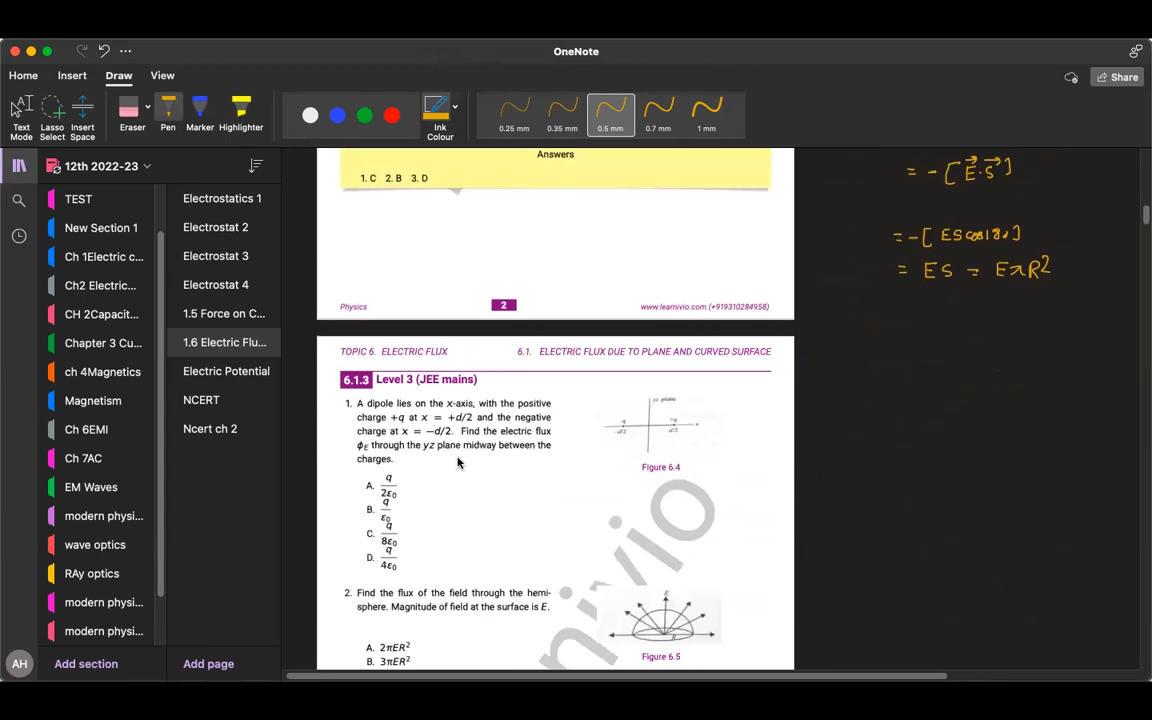 OneNote
Home Insert Draw View
Share
Text Mode
Lasso Select
Insert Space
Eraser
Pen
Marker
Highlighter
Ink Colour
0.25 mm
0.35 mm
0.5 mm
0.7 mm
1 mm
12th 2022-23
TEST
New Section 1
Ch 1Electric c...
Ch2 Electric...
CH 2Capacit...
Chapter 3 Cu...
ch 4Magnetics
Magnetism
Ch 6EMI
Ch 7AC
EM Waves
modern physi...
wave optics
RAy optics
modern physi...
modern physi...
AH
Add section
Electrostatics 1
Electrostat 2
Electrostat 3
Electrostat 4
1.5 Force on C...
1.6 Electric Flu...
Electric Potential
NCERT
Ncert ch 2
Add page
Answers
1. C 2. B 3. D
Physics
2
www.learnivio.com (+919310284958)
TOPIC 6. ELECTRIC FLUX
6.1. ELECTRIC FLUX DUE TO PLANE AND CURVED SURFACE
6.1.3 Level 3 (JEE mains)
1. A dipole lies on the x-axis, with the positive
charge +q at x = +d/2 and the negative
charge at x = −d/2. Find the electric flux
ϕE through the yz plane midway between the
charges.
A. q/2ε0
B. q/ε0
C. q/8ε0
D. q/4ε0
yz plane
-q
-d/2
+q
d/2
x
Figure 6.4
2. Find the flux of the field through the hemi-
sphere. Magnitude of field at the surface is E.
A. 2πER²
B. 3πER²
E
R
Figure 6.5
= -[E⃗.S⃗]
= -[ES cos180]
= ES = EπR²